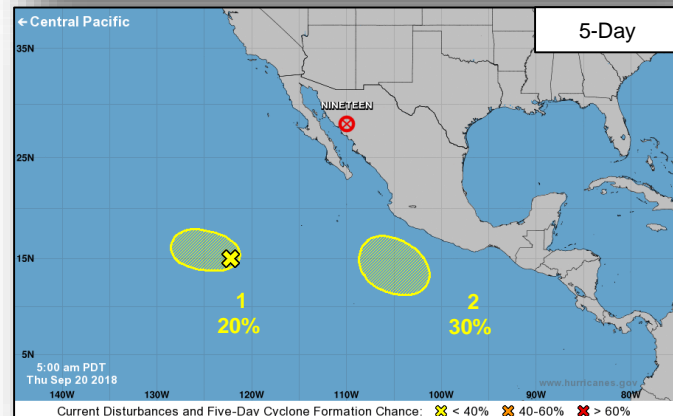 ← Central Pacific
5-Day
35N
NINETEEN
25N
15N
1
20%
2
30%
5N
5:00 am PDT
Thu Sep 20 2018
www.hurricanes.gov
140W 130W 120W 110W 100W 90W 80W
Current Disturbances and Five-Day Cyclone Formation Chance: < 40% 40-60% > 60%